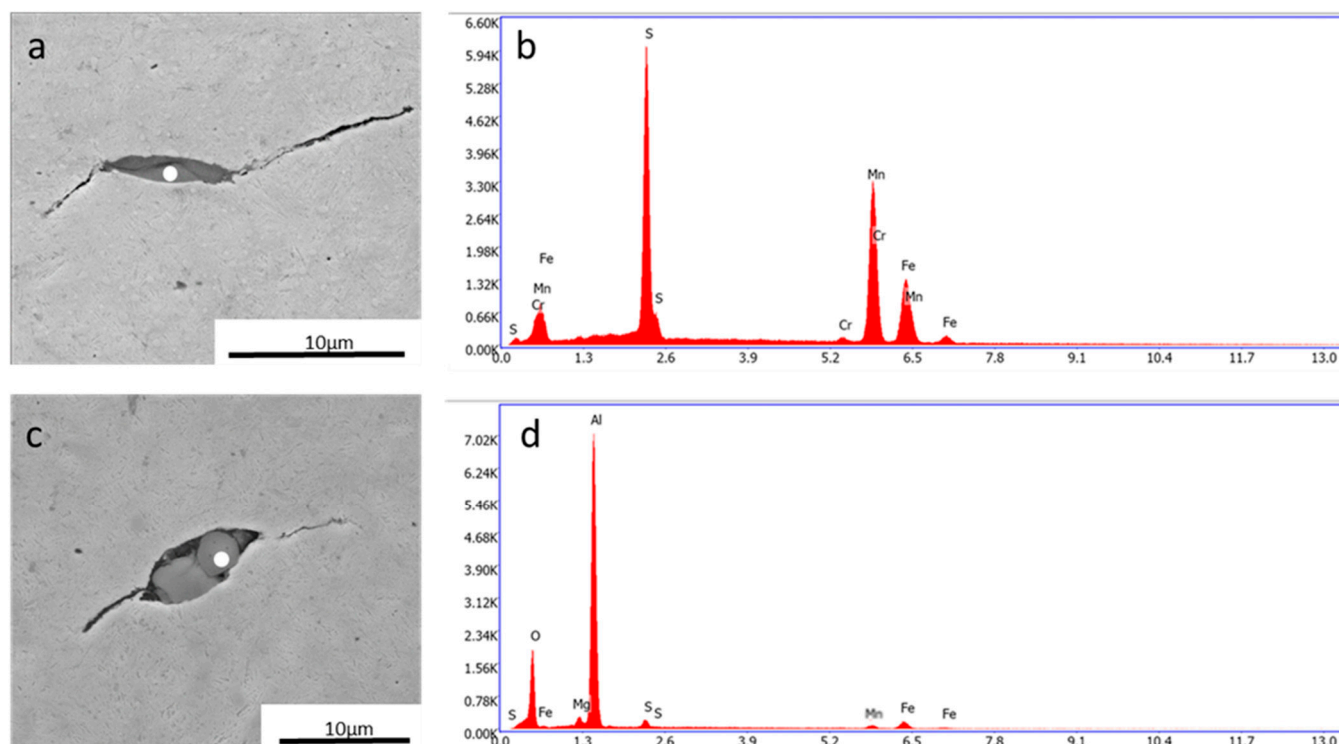 a
10μm
b
6.60K
5.94K
5.28K
4.62K
3.96K
3.30K
2.64K
1.98K
1.32K
0.66K
0.00K
S
Fe
Mn
Cr
S
S
Cr
Mn
Cr
Fe
Mn
Fe
0.0 1.3 2.6 3.9 5.2 6.5 7.8 9.1 10.4 11.7 13.0
c
10μm
d
7.02K
6.24K
5.46K
4.68K
3.90K
3.12K
2.34K
1.56K
0.78K
0.00K
S
O
Fe
Mg
Al
S
S
Mn
Fe
Fe
0.0 1.3 2.6 3.9 5.2 6.5 7.8 9.1 10.4 11.7 13.0